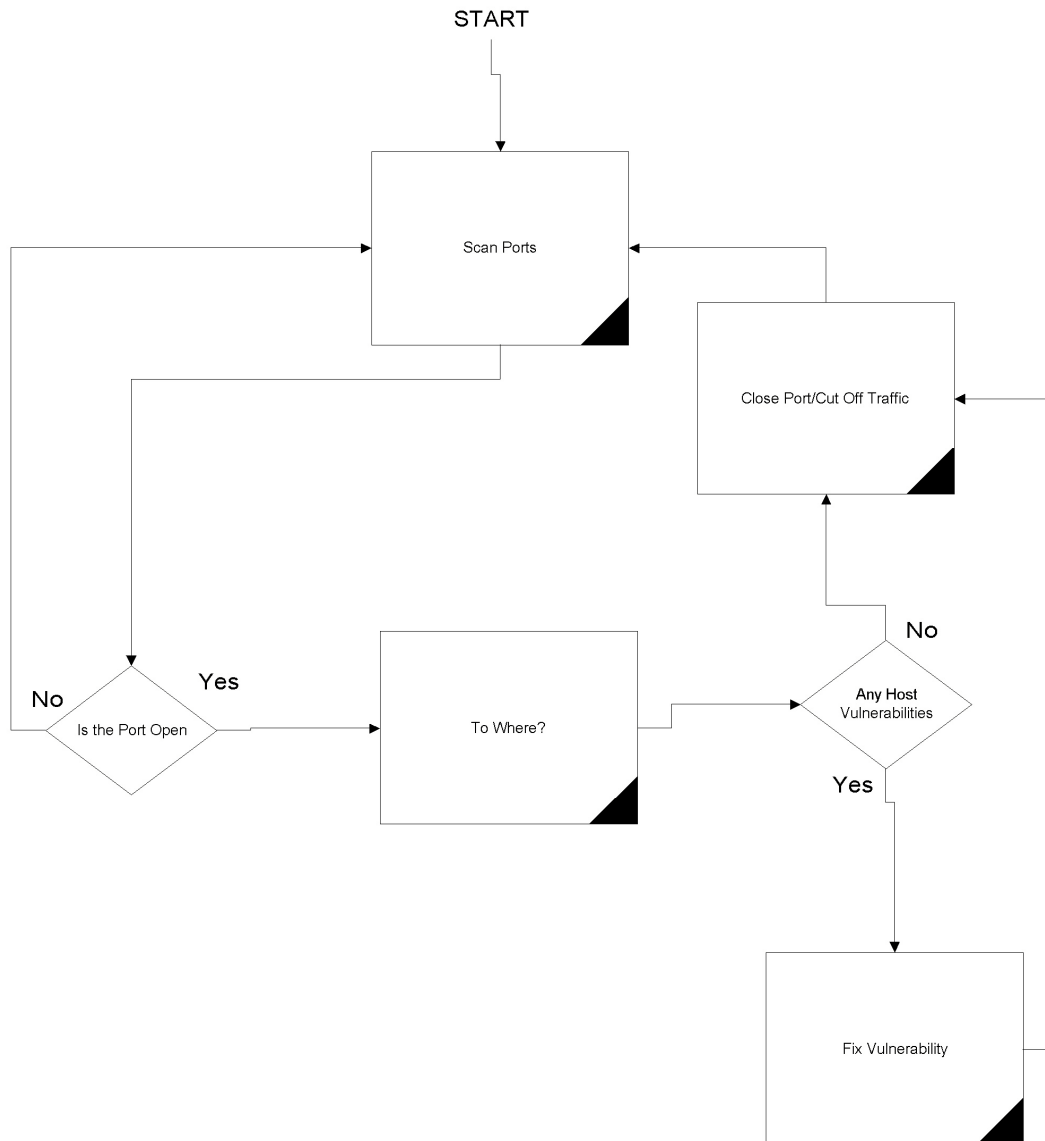 START
Scan Ports
Close Port/Cut Off Traffic
No
Yes
No
Is the Port Open
To Where?
Any Host
Vulnerabilities
Yes
Fix Vulnerability